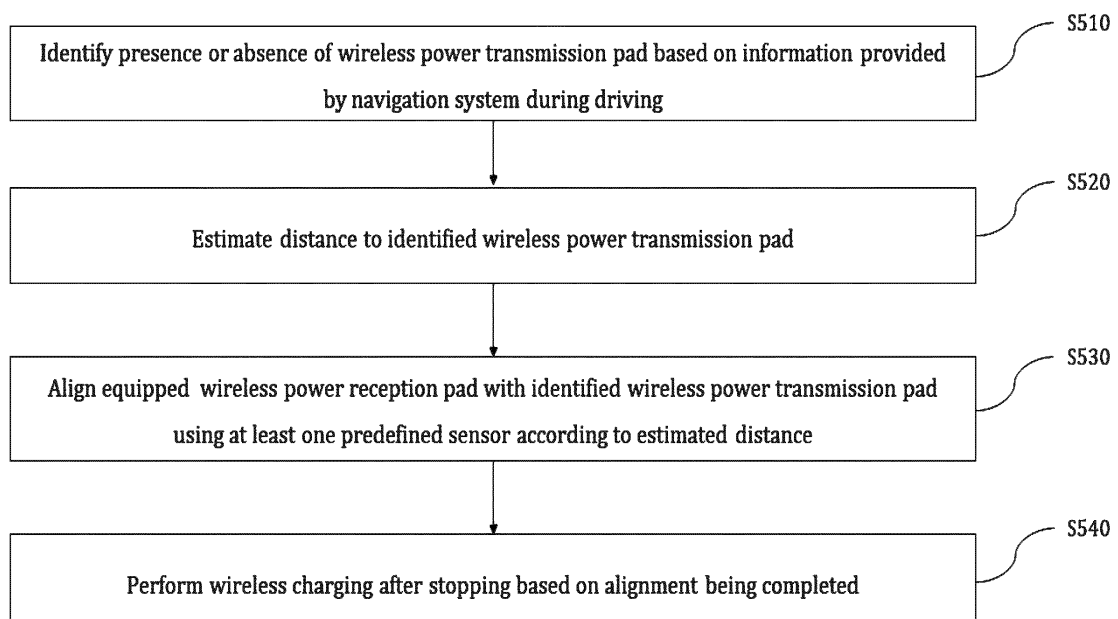 S510
Identify presence or absence of wireless power transmission pad based on information provided
by navigation system during driving
S520
Estimate distance to identified wireless power transmission pad
S530
Align equipped wireless power reception pad with identified wireless power transmission pad
using at least one predefined sensor according to estimated distance
S540
Perform wireless charging after stopping based on alignment being completed